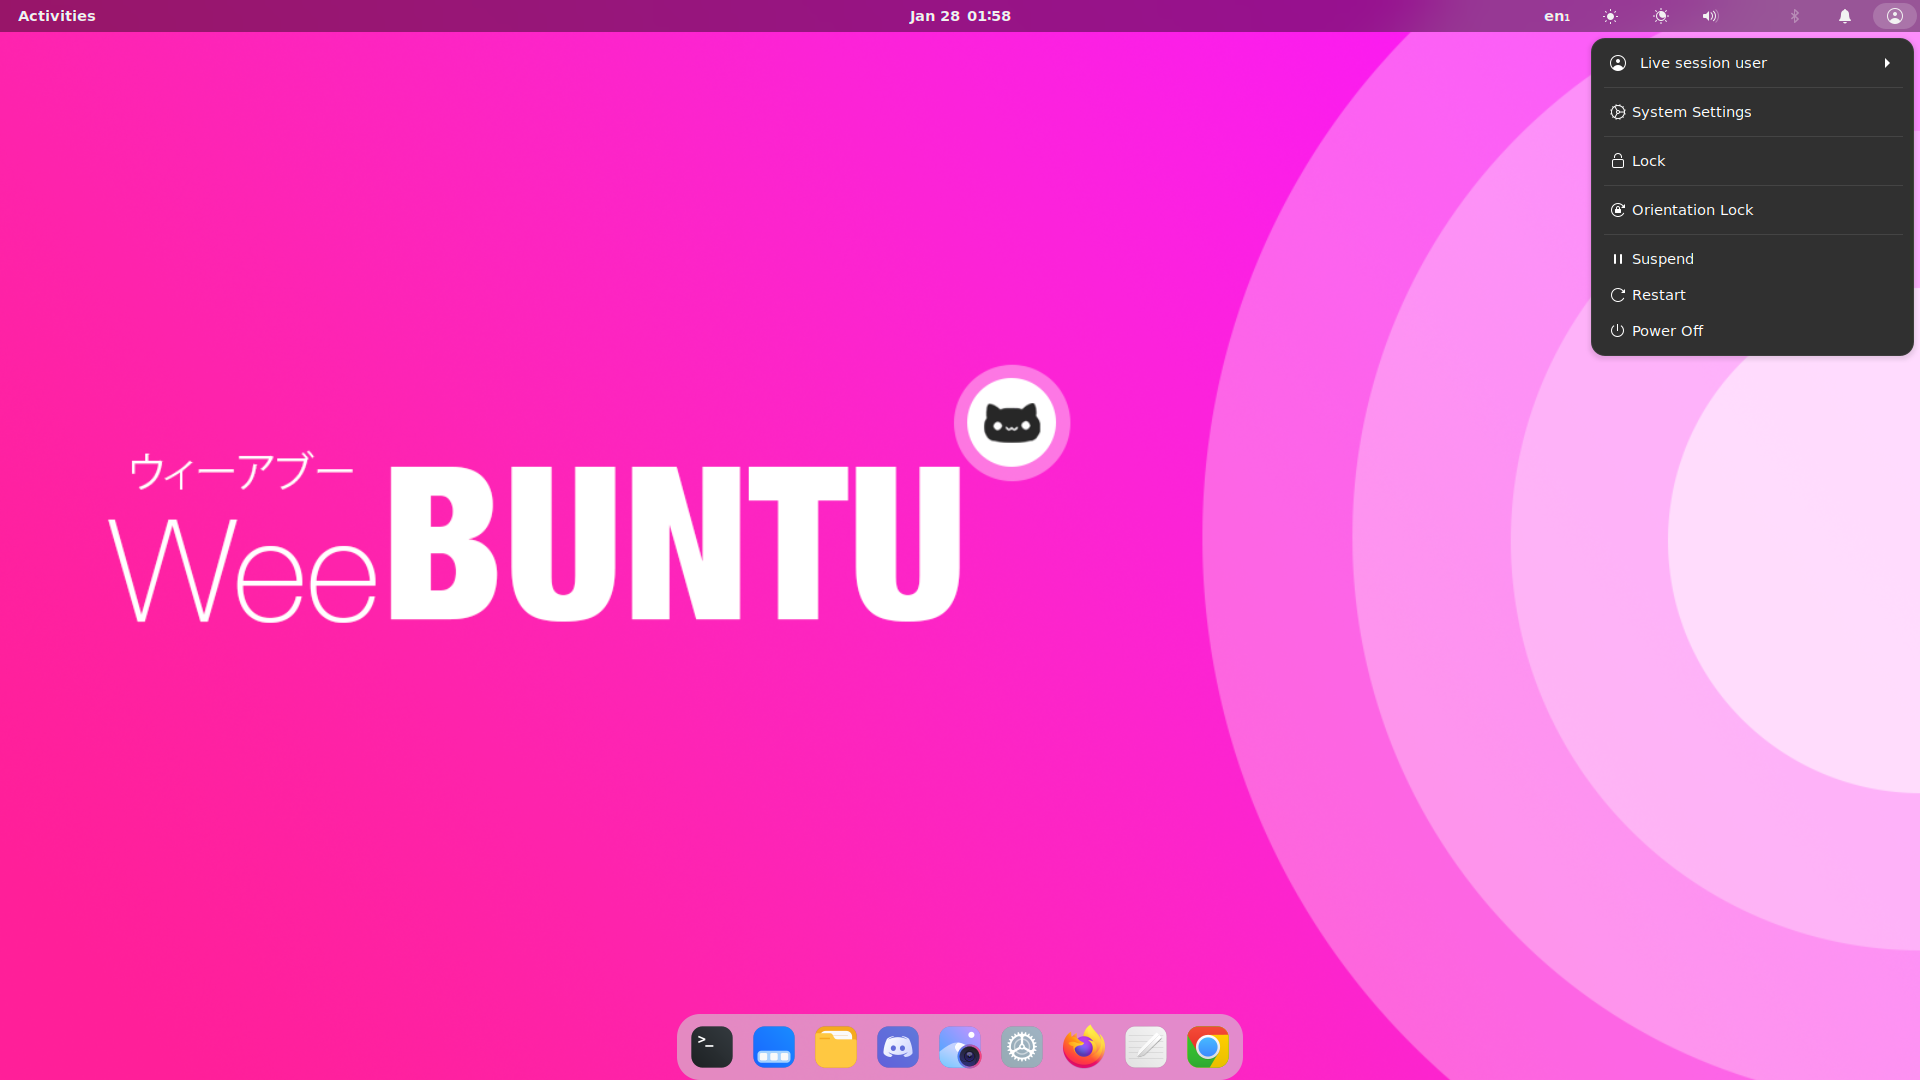 Activities
Jan 28 01:58
en₁
Live session user
System Settings
Lock
Orientation Lock
Suspend
Restart
Power Off
ウィーアブー
WeeBUNTU
>_